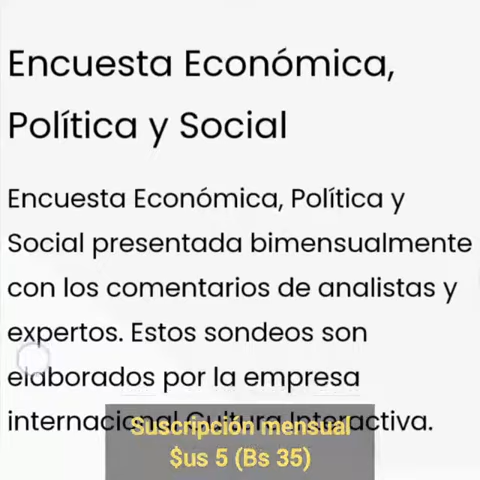 Encuesta Económica,
Política y Social
Encuesta Económica, Política y
Social presentada bimensualmente
con los comentarios de analistas y
expertos. Estos sondeos son
elaborados por la empresa
internacional Cultura Interactiva.
Suscripción mensual
$us 5 (Bs 35)